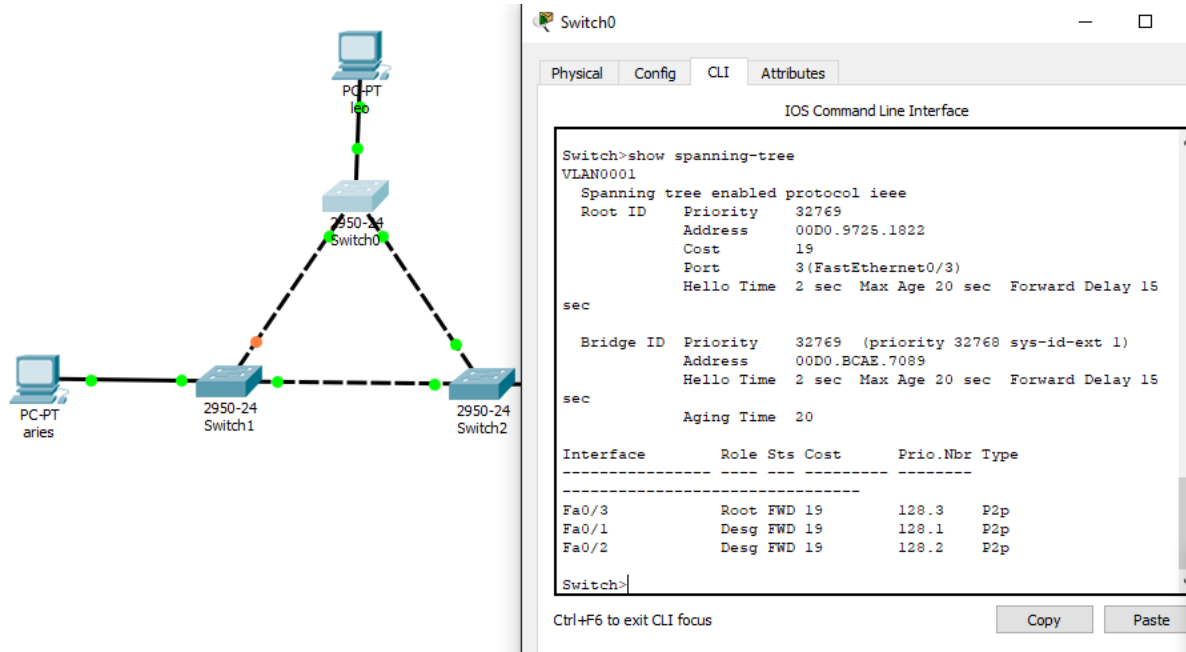 PC-PT
leo
2950-24
Switch0
PC-PT
aries
2950-24
Switch1
2950-24
Switch2
Switch0
Physical Config CLI Attributes
IOS Command Line Interface
Switch>show spanning-tree
VLAN0001
Spanning tree enabled protocol ieee
Root ID Priority 32769
Address 00D0.9725.1822
Cost 19
Port 3(FastEthernet0/3)
Hello Time 2 sec Max Age 20 sec Forward Delay 15
sec
Bridge ID Priority 32769 (priority 32768 sys-id-ext 1)
Address 00D0.BCAE.7089
Hello Time 2 sec Max Age 20 sec Forward Delay 15
sec
Aging Time 20
Interface Role Sts Cost Prio.Nbr Type
---------------- ---- --- --------- --------
--------------------------------
Fa0/3 Root FWD 19 128.3 P2p
Fa0/1 Desg FWD 19 128.1 P2p
Fa0/2 Desg FWD 19 128.2 P2p
Switch>
Ctrl+F6 to exit CLI focus
Copy Paste